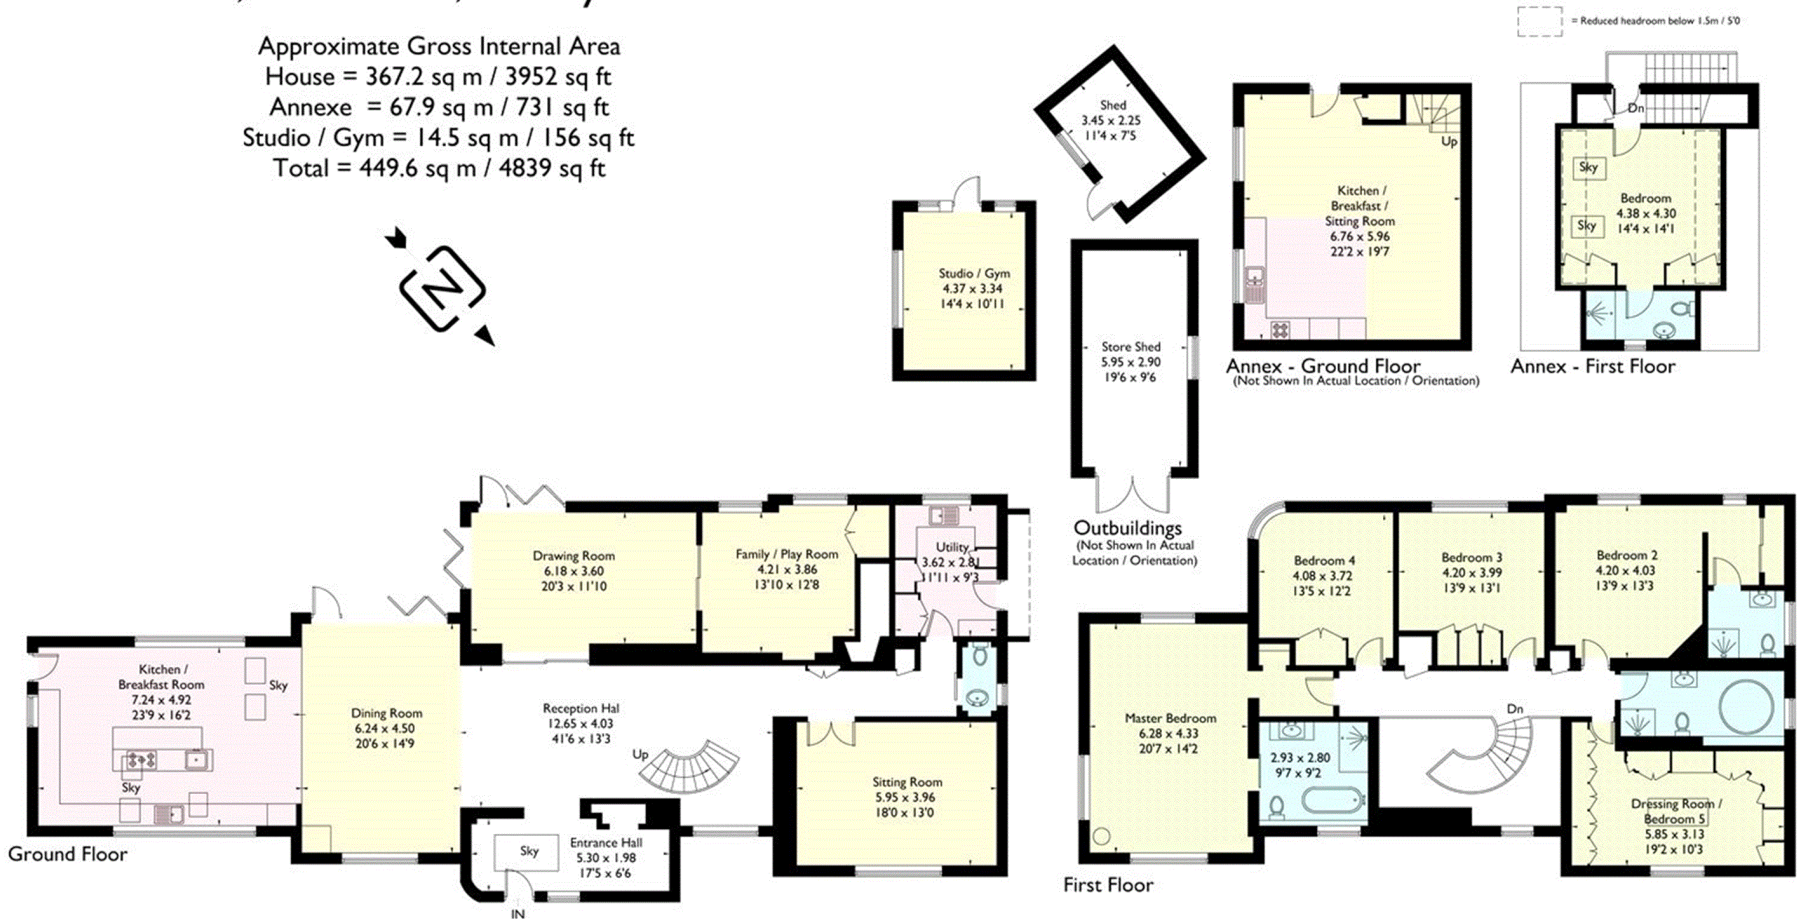 Approximate Gross Internal Area
House = 367.2 sq m / 3952 sq ft
Annexe = 67.9 sq m / 731 sq ft
Studio / Gym = 14.5 sq m / 156 sq ft
Total = 449.6 sq m / 4839 sq ft
N
= Reduced headroom below 1.5m / 5'0
Shed
3.45 x 2.25
11'4 x 7'5
Studio / Gym
4.37 x 3.34
14'4 x 10'11
Store Shed
5.95 x 2.90
19'6 x 9'6
Outbuildings
(Not Shown In Actual
Location / Orientation)
Up
Kitchen /
Breakfast /
Sitting Room
6.76 x 5.96
22'2 x 19'7
Annex - Ground Floor
(Not Shown In Actual Location / Orientation)
Dn
Sky
Sky
Bedroom
4.38 x 4.30
14'4 x 14'1
Annex - First Floor
Drawing Room
6.18 x 3.60
20'3 x 11'10
Family / Play Room
4.21 x 3.86
13'10 x 12'8
Utility
3.62 x 2.81
11'11 x 9'3
Kitchen /
Breakfast Room
7.24 x 4.92
23'9 x 16'2
Sky
Sky
Dining Room
6.24 x 4.50
20'6 x 14'9
Reception Hal
12.65 x 4.03
41'6 x 13'3
Up
Sitting Room
5.95 x 3.96
18'0 x 13'0
Sky
Entrance Hall
5.30 x 1.98
17'5 x 6'6
IN
Ground Floor
Bedroom 4
4.08 x 3.72
13'5 x 12'2
Bedroom 3
4.20 x 3.99
13'9 x 13'1
Bedroom 2
4.20 x 4.03
13'9 x 13'3
Master Bedroom
6.28 x 4.33
20'7 x 14'2
2.93 x 2.80
9'7 x 9'2
Dn
Dressing Room /
Bedroom 5
5.85 x 3.13
19'2 x 10'3
First Floor